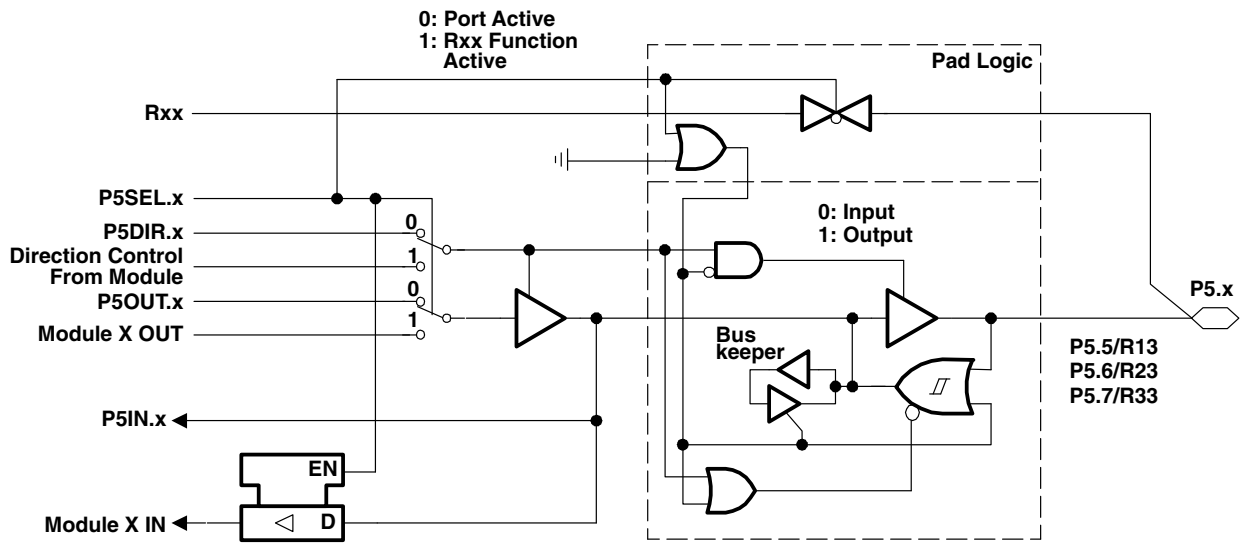 0: Port Active
1: Rxx Function
Active
Pad Logic
Rxx
P5SEL.x
P5DIR.x
0
Direction Control
From Module
1
P5OUT.x
0
Module X OUT
1
0: Input
1: Output
P5.x
Bus
keeper
P5.5/R13
P5.6/R23
P5.7/R33
P5IN.x
EN
D
Module X IN